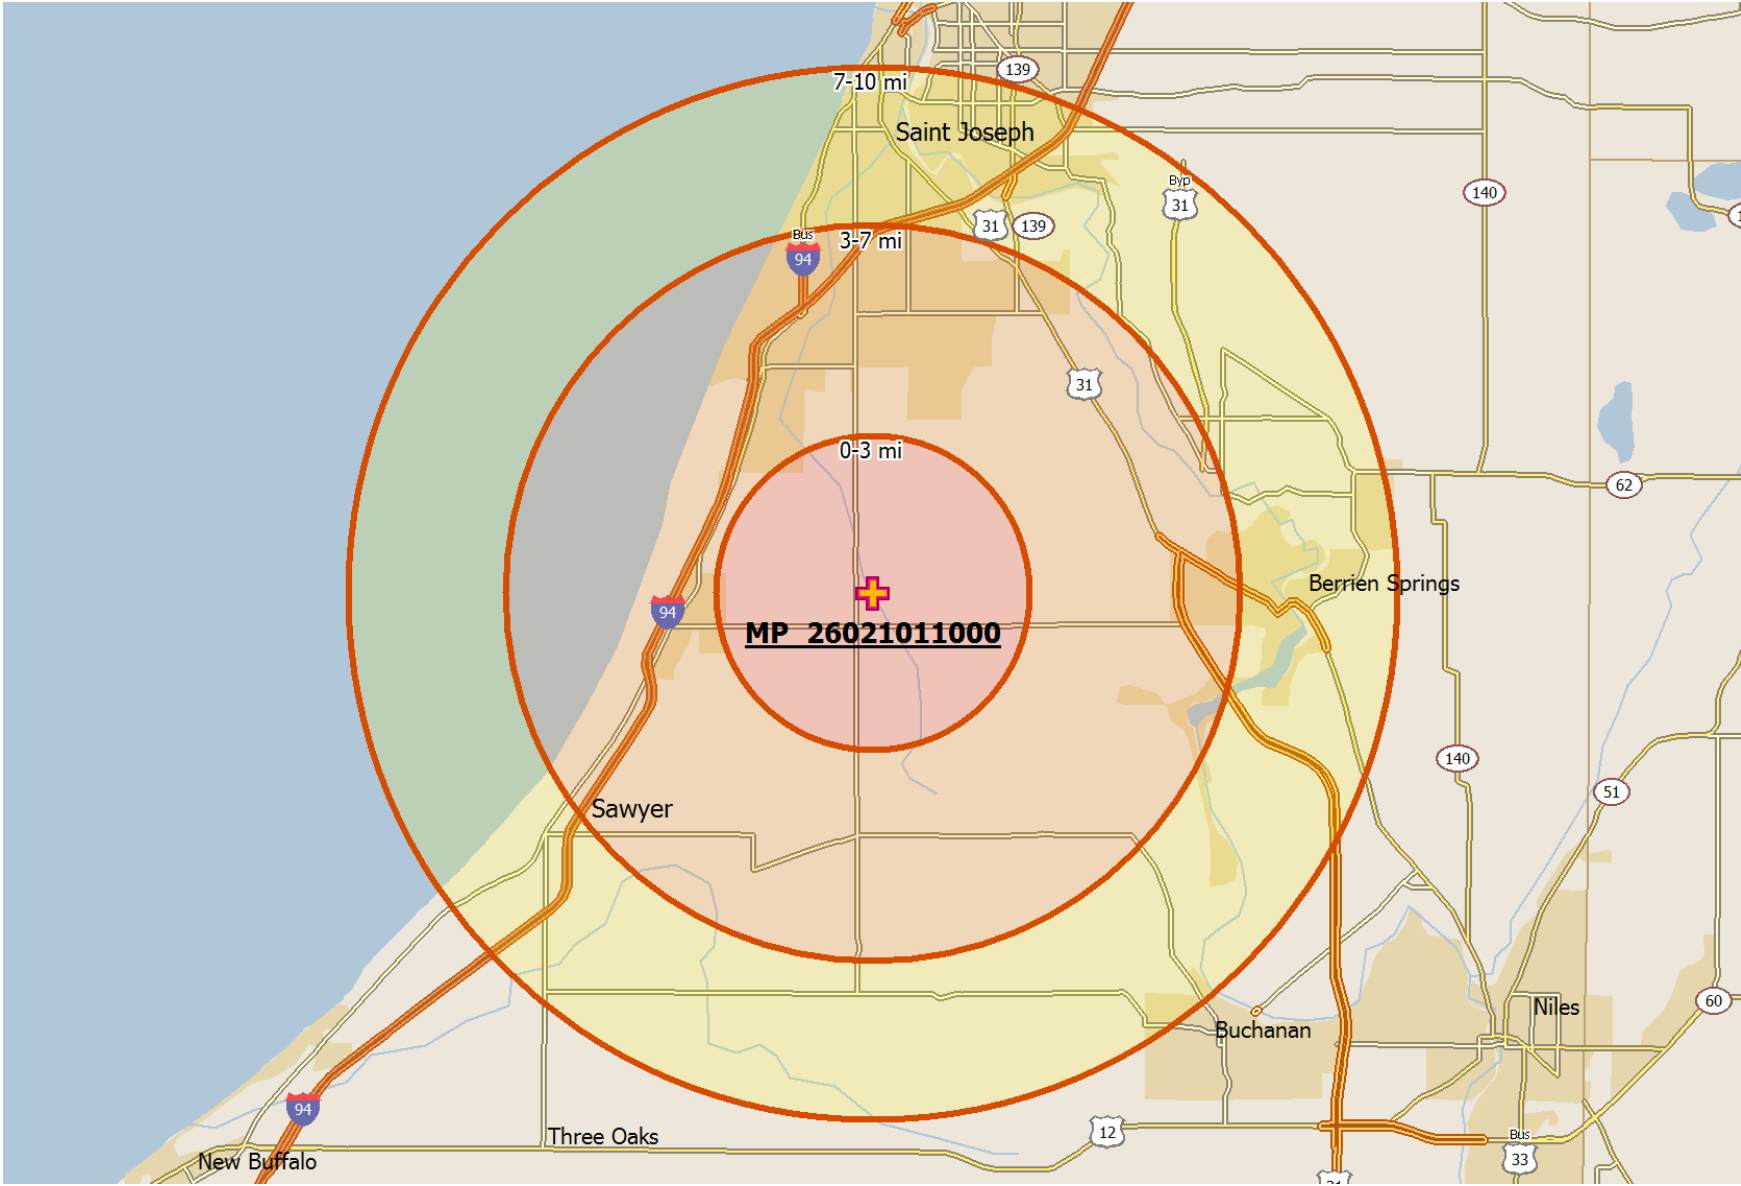 139
7-10 mi
Saint Joseph
Byp
31
140
31
139
Bus
94
3-7 mi
31
0-3 mi
62
Berrien Springs
94
MP 26021011000
140
51
Sawyer
60
Niles
Buchanan
94
12
Three Oaks
Bus
33
New Buffalo